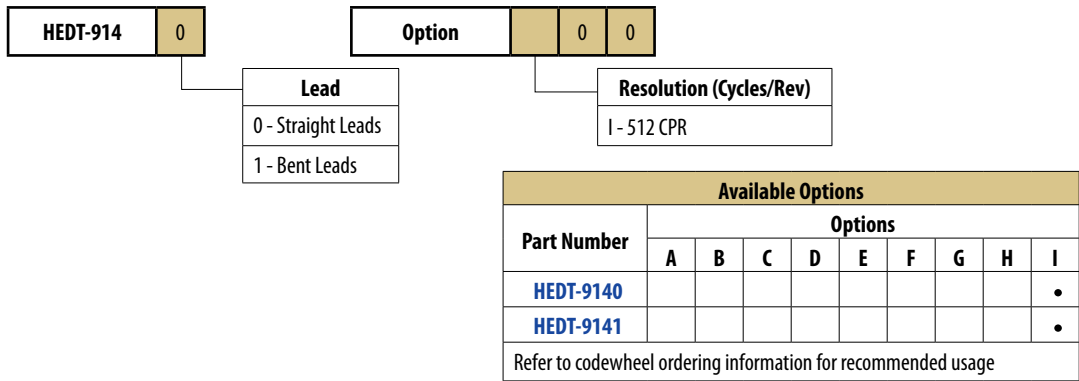 HEDT-914 0 Option 0 0
Lead
0 - Straight Leads
1 - Bent Leads
Resolution (Cycles/Rev)
I - 512 CPR
Available Options
Part Number
Options
A B C D E F G H I
HEDT-9140 •
HEDT-9141 •
Refer to codewheel ordering information for recommended usage